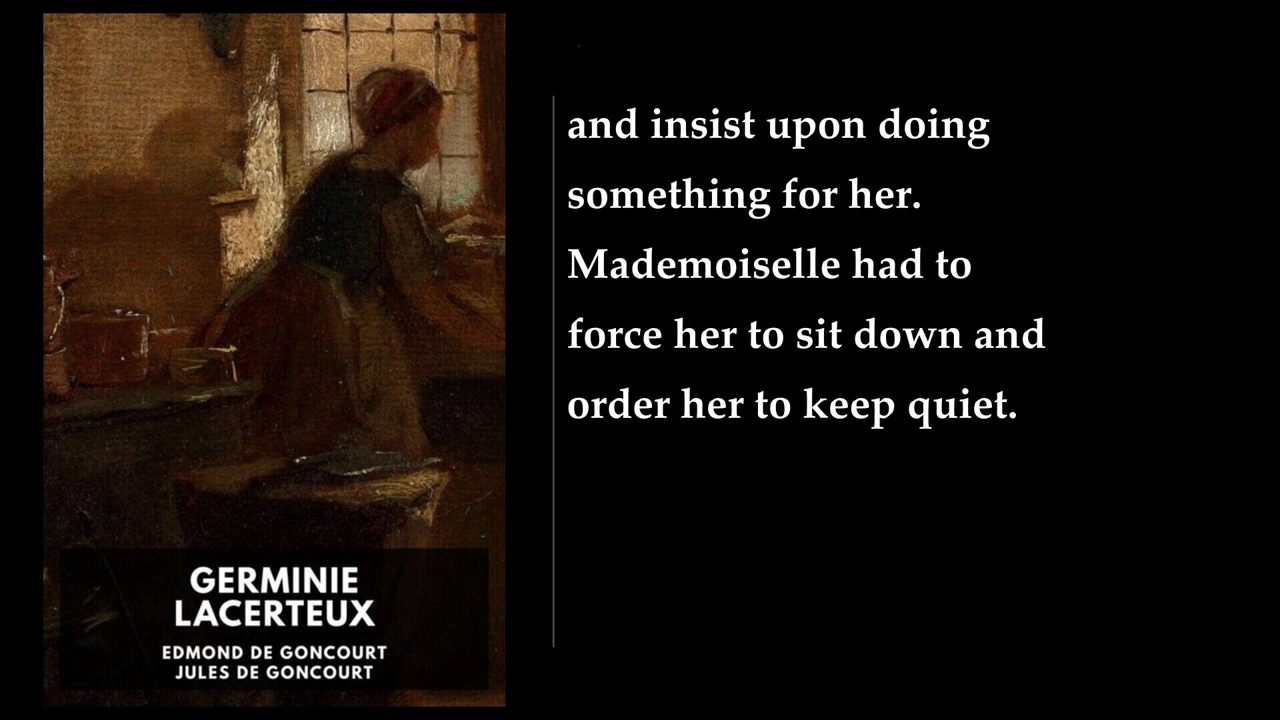 and insist upon doing
something for her.
Mademoiselle had to
force her to sit down and
order her to keep quiet.
GERMINIE
LACERTEUX
EDMOND DE GONCOURT
JULES DE GONCOURT